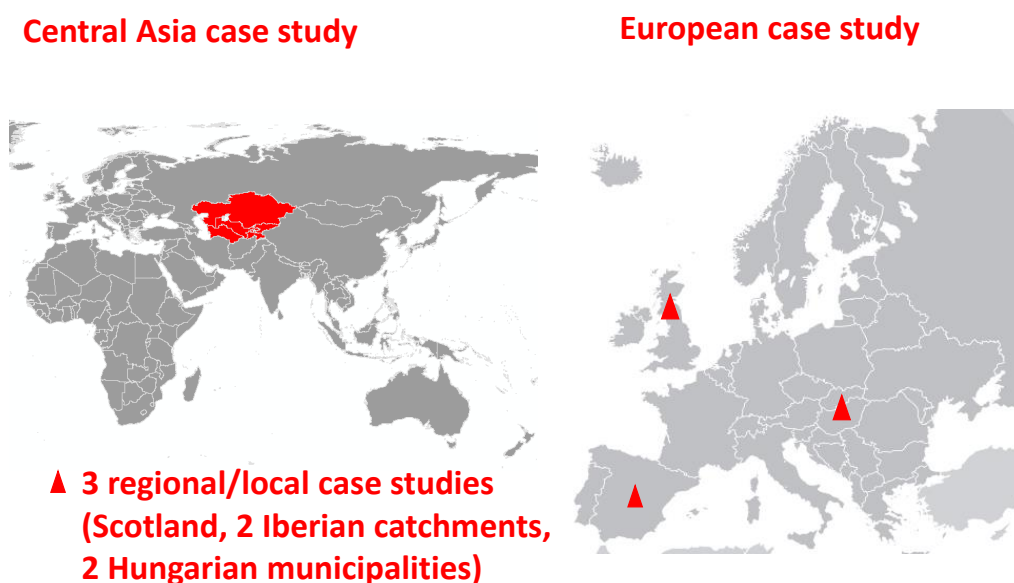 Central Asia case study
European case study
3 regional/local case studies
(Scotland, 2 Iberian catchments,
2 Hungarian municipalities)